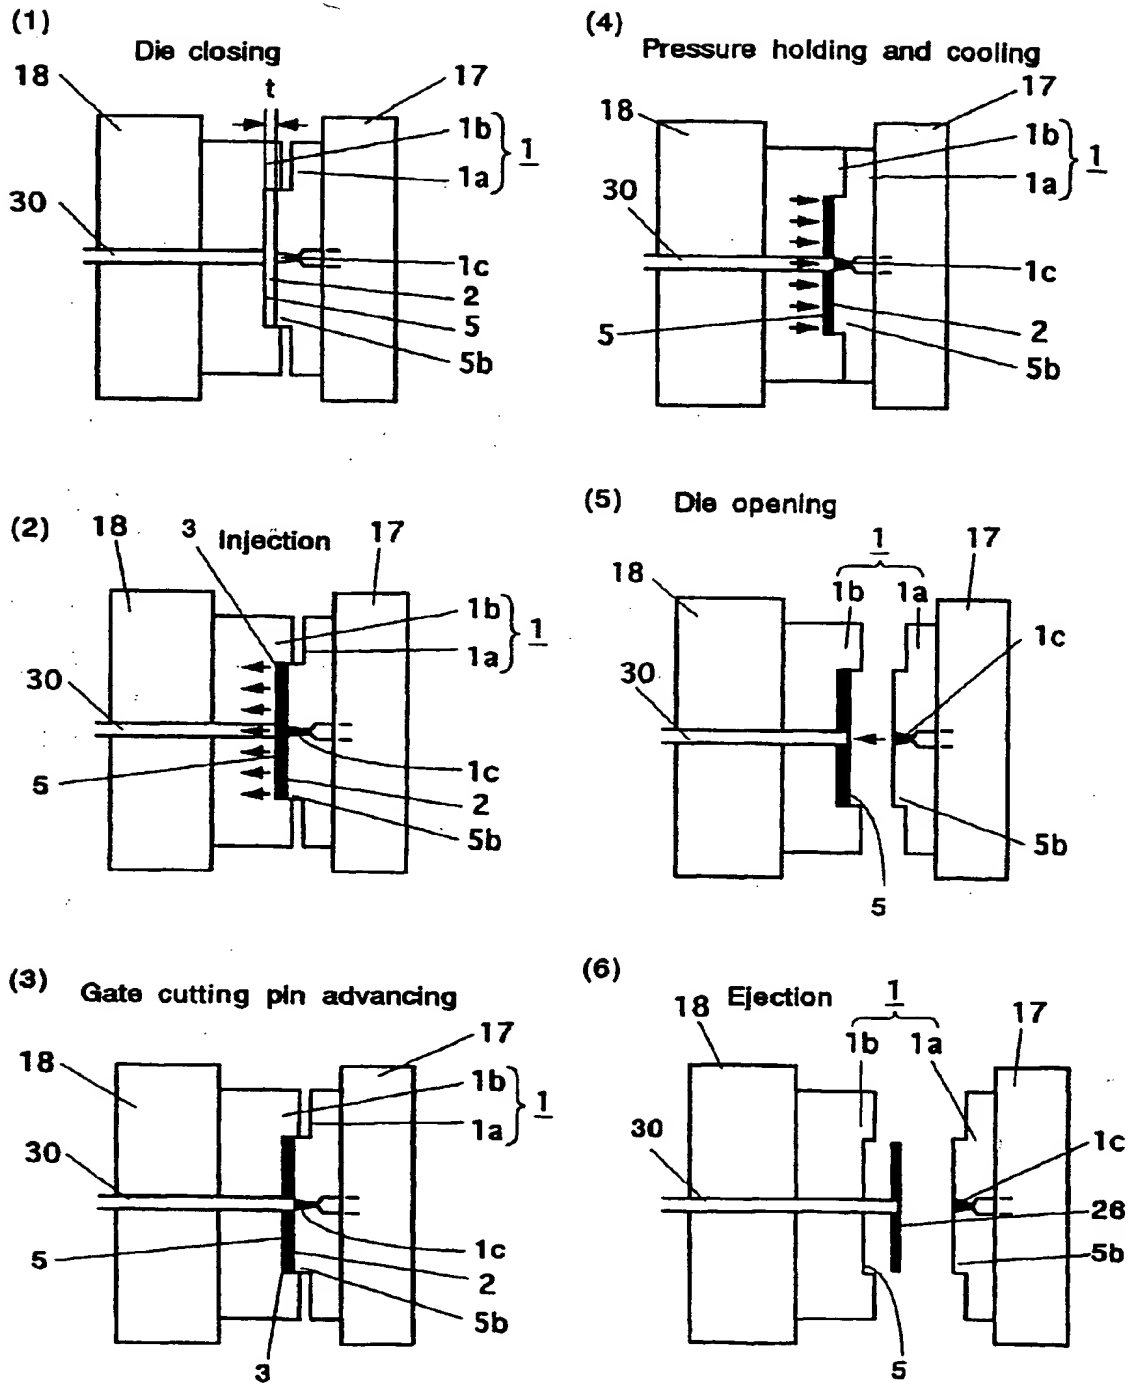 (1)
Die closing
18
t
17
1b
1
1a
30
1c
2
5
5b
(2)
18
3
Injection
17
1b
1
1a
30
5
1c
2
5b
(3)
Gate cutting pin advancing
17
18
1b
1
1a
30
5
1c
2
5b
3
(4)
Pressure holding and cooling
17
18
1b
1
1a
30
1c
5
2
5b
(5)
Die opening
1
17
18
1b
1a
1c
30
5b
5
(6)
Ejection
1
18
17
1b
1a
30
1c
28
5b
5